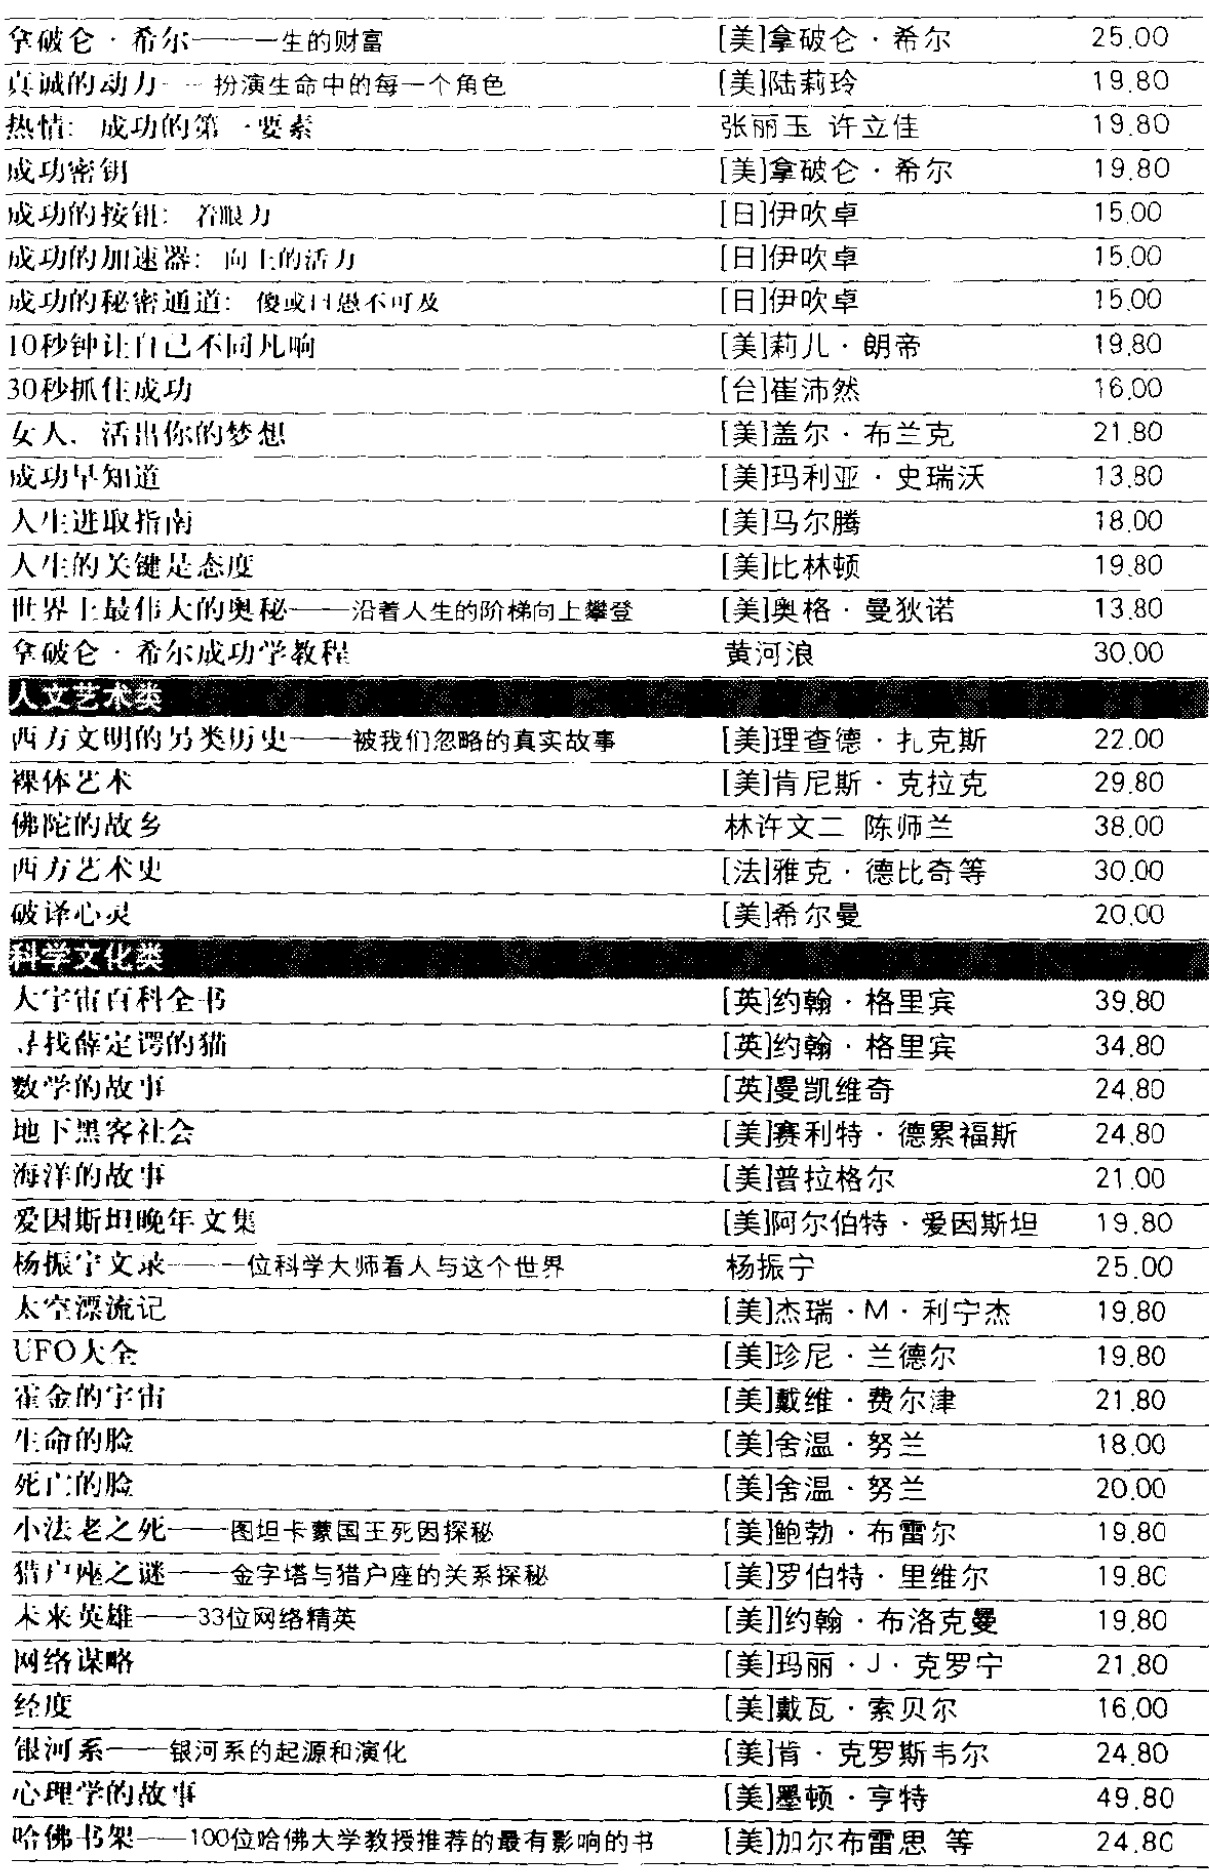 拿破仑·希尔——一生的财富 [美]拿破仑·希尔 25.00
真诚的动力——扮演生命中的每一个角色 [美]陆莉玲 19.80
热情：成功的第一要素 张丽玉 许立佳 19.80
成功密钥 [美]拿破仑·希尔 19.80
成功的按钮：着眼力 [日]伊吹卓 15.00
成功的加速器：向上的活力 [日]伊吹卓 15.00
成功的秘密通道：傻或曰愚不可及 [日]伊吹卓 15.00
10秒钟让自己不同凡响 [美]莉儿·朗帝 19.80
30秒抓住成功 [台]崔沛然 16.00
女人，活出你的梦想 [美]盖尔·布兰克 21.80
成功早知道 [美]玛利亚·史瑞沃 13.80
人生进取指南 [美]马尔腾 18.00
人生的关键是态度 [美]比林顿 19.80
世界上最伟大的奥秘——沿着人生的阶梯向上攀登 [美]奥格·曼狄诺 13.80
拿破仑·希尔成功学教程 黄河浪 30.00
人文艺术类
西方文明的另类历史——被我们忽略的真实故事 [美]理查德·扎克斯 22.00
裸体艺术 [美]肯尼斯·克拉克 29.80
佛陀的故乡 林许文二 陈师兰 38.00
西方艺术史 [法]雅克·德比奇等 30.00
破译心灵 [美]希尔曼 20.00
科学文化类
大宇宙百科全书 [英]约翰·格里宾 39.80
寻找薛定谔的猫 [英]约翰·格里宾 34.80
数学的故事 [英]曼凯维奇 24.80
地下黑客社会 [美]赛利特·德累福斯 24.80
海洋的故事 [美]普拉格尔 21.00
爱因斯坦晚年文集 [美]阿尔伯特·爱因斯坦 19.80
杨振宁文录——一位科学大师看人与这个世界 杨振宁 25.00
太空漂流记 [美]杰瑞·M·利宁杰 19.80
UFO大全 [美]珍尼·兰德尔 19.80
霍金的宇宙 [美]戴维·费尔津 21.80
生命的脸 [美]舍温·努兰 18.00
死亡的脸 [美]舍温·努兰 20.00
小法老之死——图坦卡蒙国王死因探秘 [美]鲍勃·布雷尔 19.80
猎户座之谜——金字塔与猎户座的关系探秘 [美]罗伯特·里维尔 19.80
未来英雄——33位网络精英 [美]]约翰·布洛克曼 19.80
网络谋略 [美]玛丽·J·克罗宁 21.80
经度 [美]戴瓦·索贝尔 16.00
银河系——银河系的起源和演化 [美]肯·克罗斯韦尔 24.80
心理学的故事 [美]墨顿·亨特 49.80
哈佛书架——100位哈佛大学教授推荐的最有影响的书 [美]加尔布雷思 等 24.80